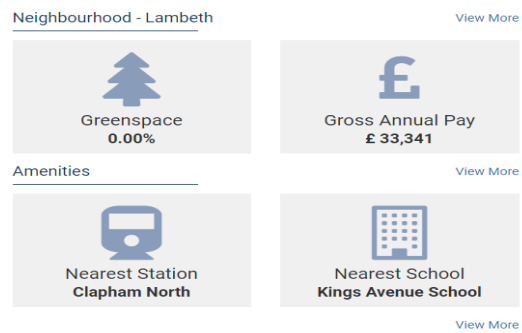 Neighbourhood - Lambeth View More
£
Greenspace Gross Annual Pay
0.00% £ 33,341
Amenities View More
Nearest Station Nearest School
Clapham North Kings Avenue School
View More